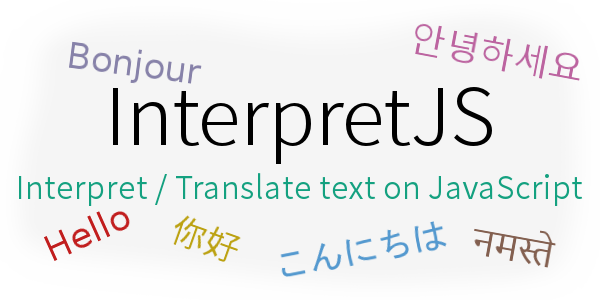 Bonjour
안녕하세요
InterpretJS
Interpret / Translate text on JavaScript
Hello
你好
こんにちは
नमस्ते